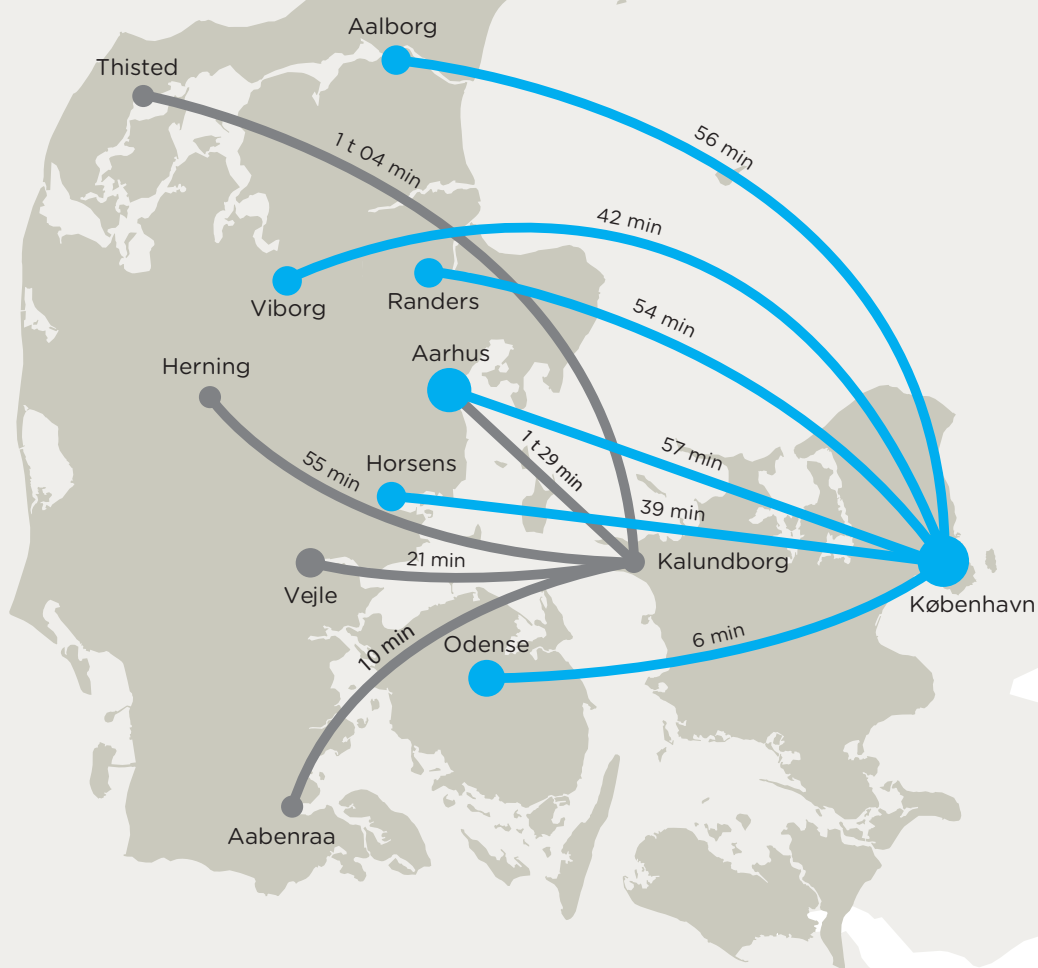 Aalborg
Thisted
56 min
1 t 04 min
42 min
Viborg
Randers
54 min
Aarhus
Herning
1 t 29 min
57 min
55 min
Horsens
39 min
21 min
Kalundborg
Vejle
København
10 min
Odense
6 min
Aabenraa